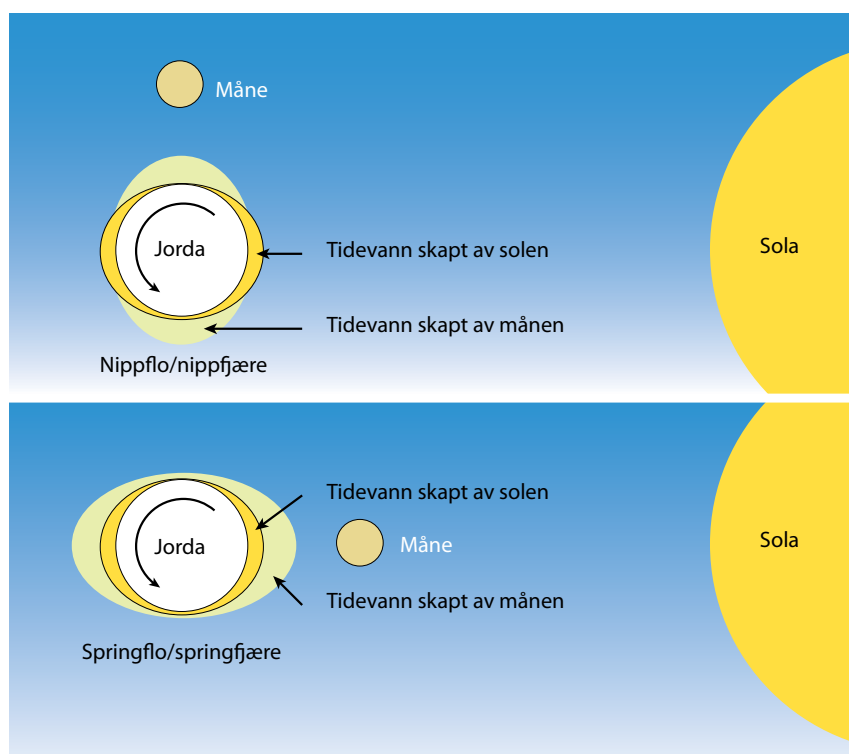 Måne
Jorda
Tidevann skapt av solen
Sola
Tidevann skapt av månen
Nippflo/nippfjære
Tidevann skapt av solen
Jorda
Måne
Sola
Tidevann skapt av månen
Springflo/springfjære